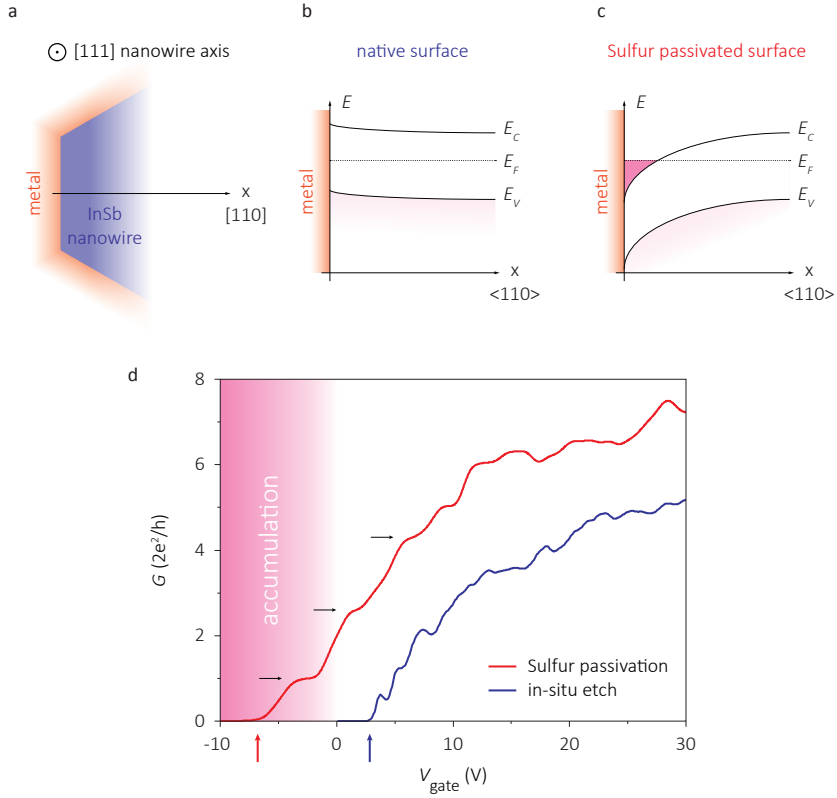 a
[111] nanowire axis
metal
InSb
nanowire
x
[110]
b
native surface
E
E_C
E_F
E_V
metal
x
<110>
c
Sulfur passivated surface
E
E_C
E_F
E_V
metal
x
<110>
d
8
6
4
2
0
G (2e²/h)
accumulation
Sulfur passivation
in-situ etch
-10
0
10
20
30
V_gate (V)